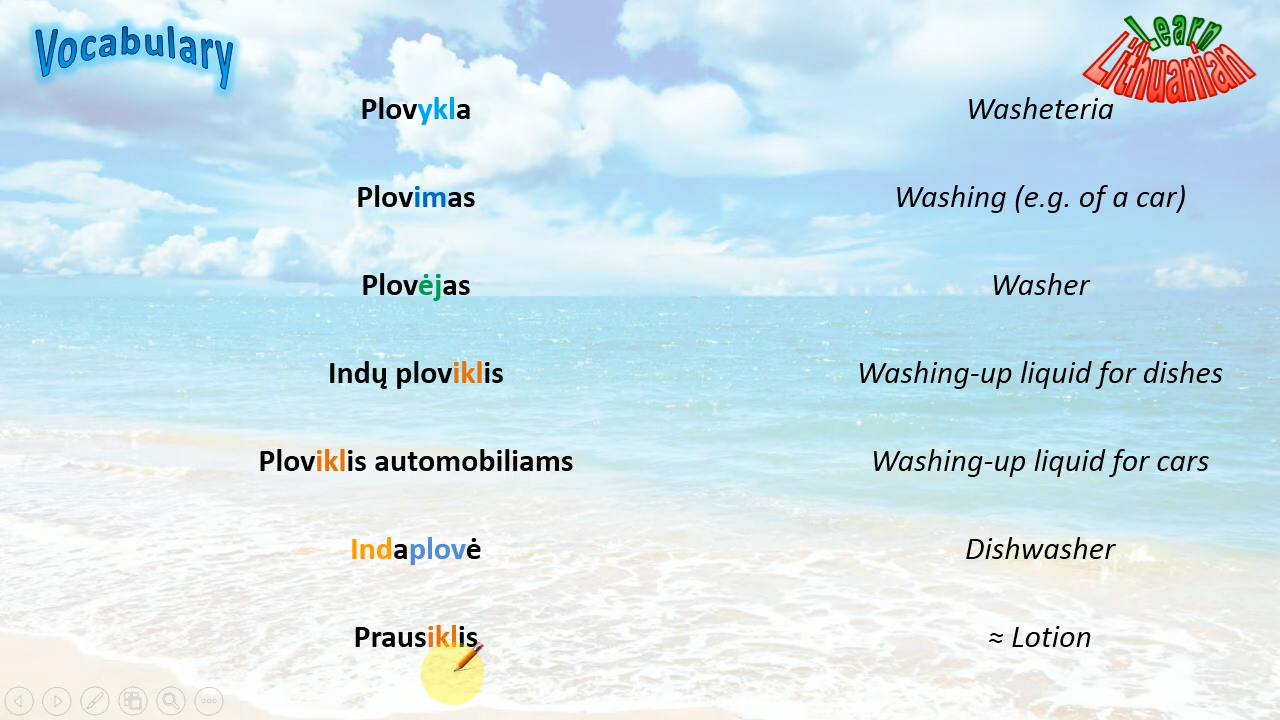 Vocabulary
Learn
Lithuanian
Plovykla Washeteria
Plovimas Washing (e.g. of a car)
Plovėjas Washer
Indų ploviklis Washing-up liquid for dishes
Ploviklis automobiliams Washing-up liquid for cars
Indaplovė Dishwasher
Prausiklis ≈ Lotion